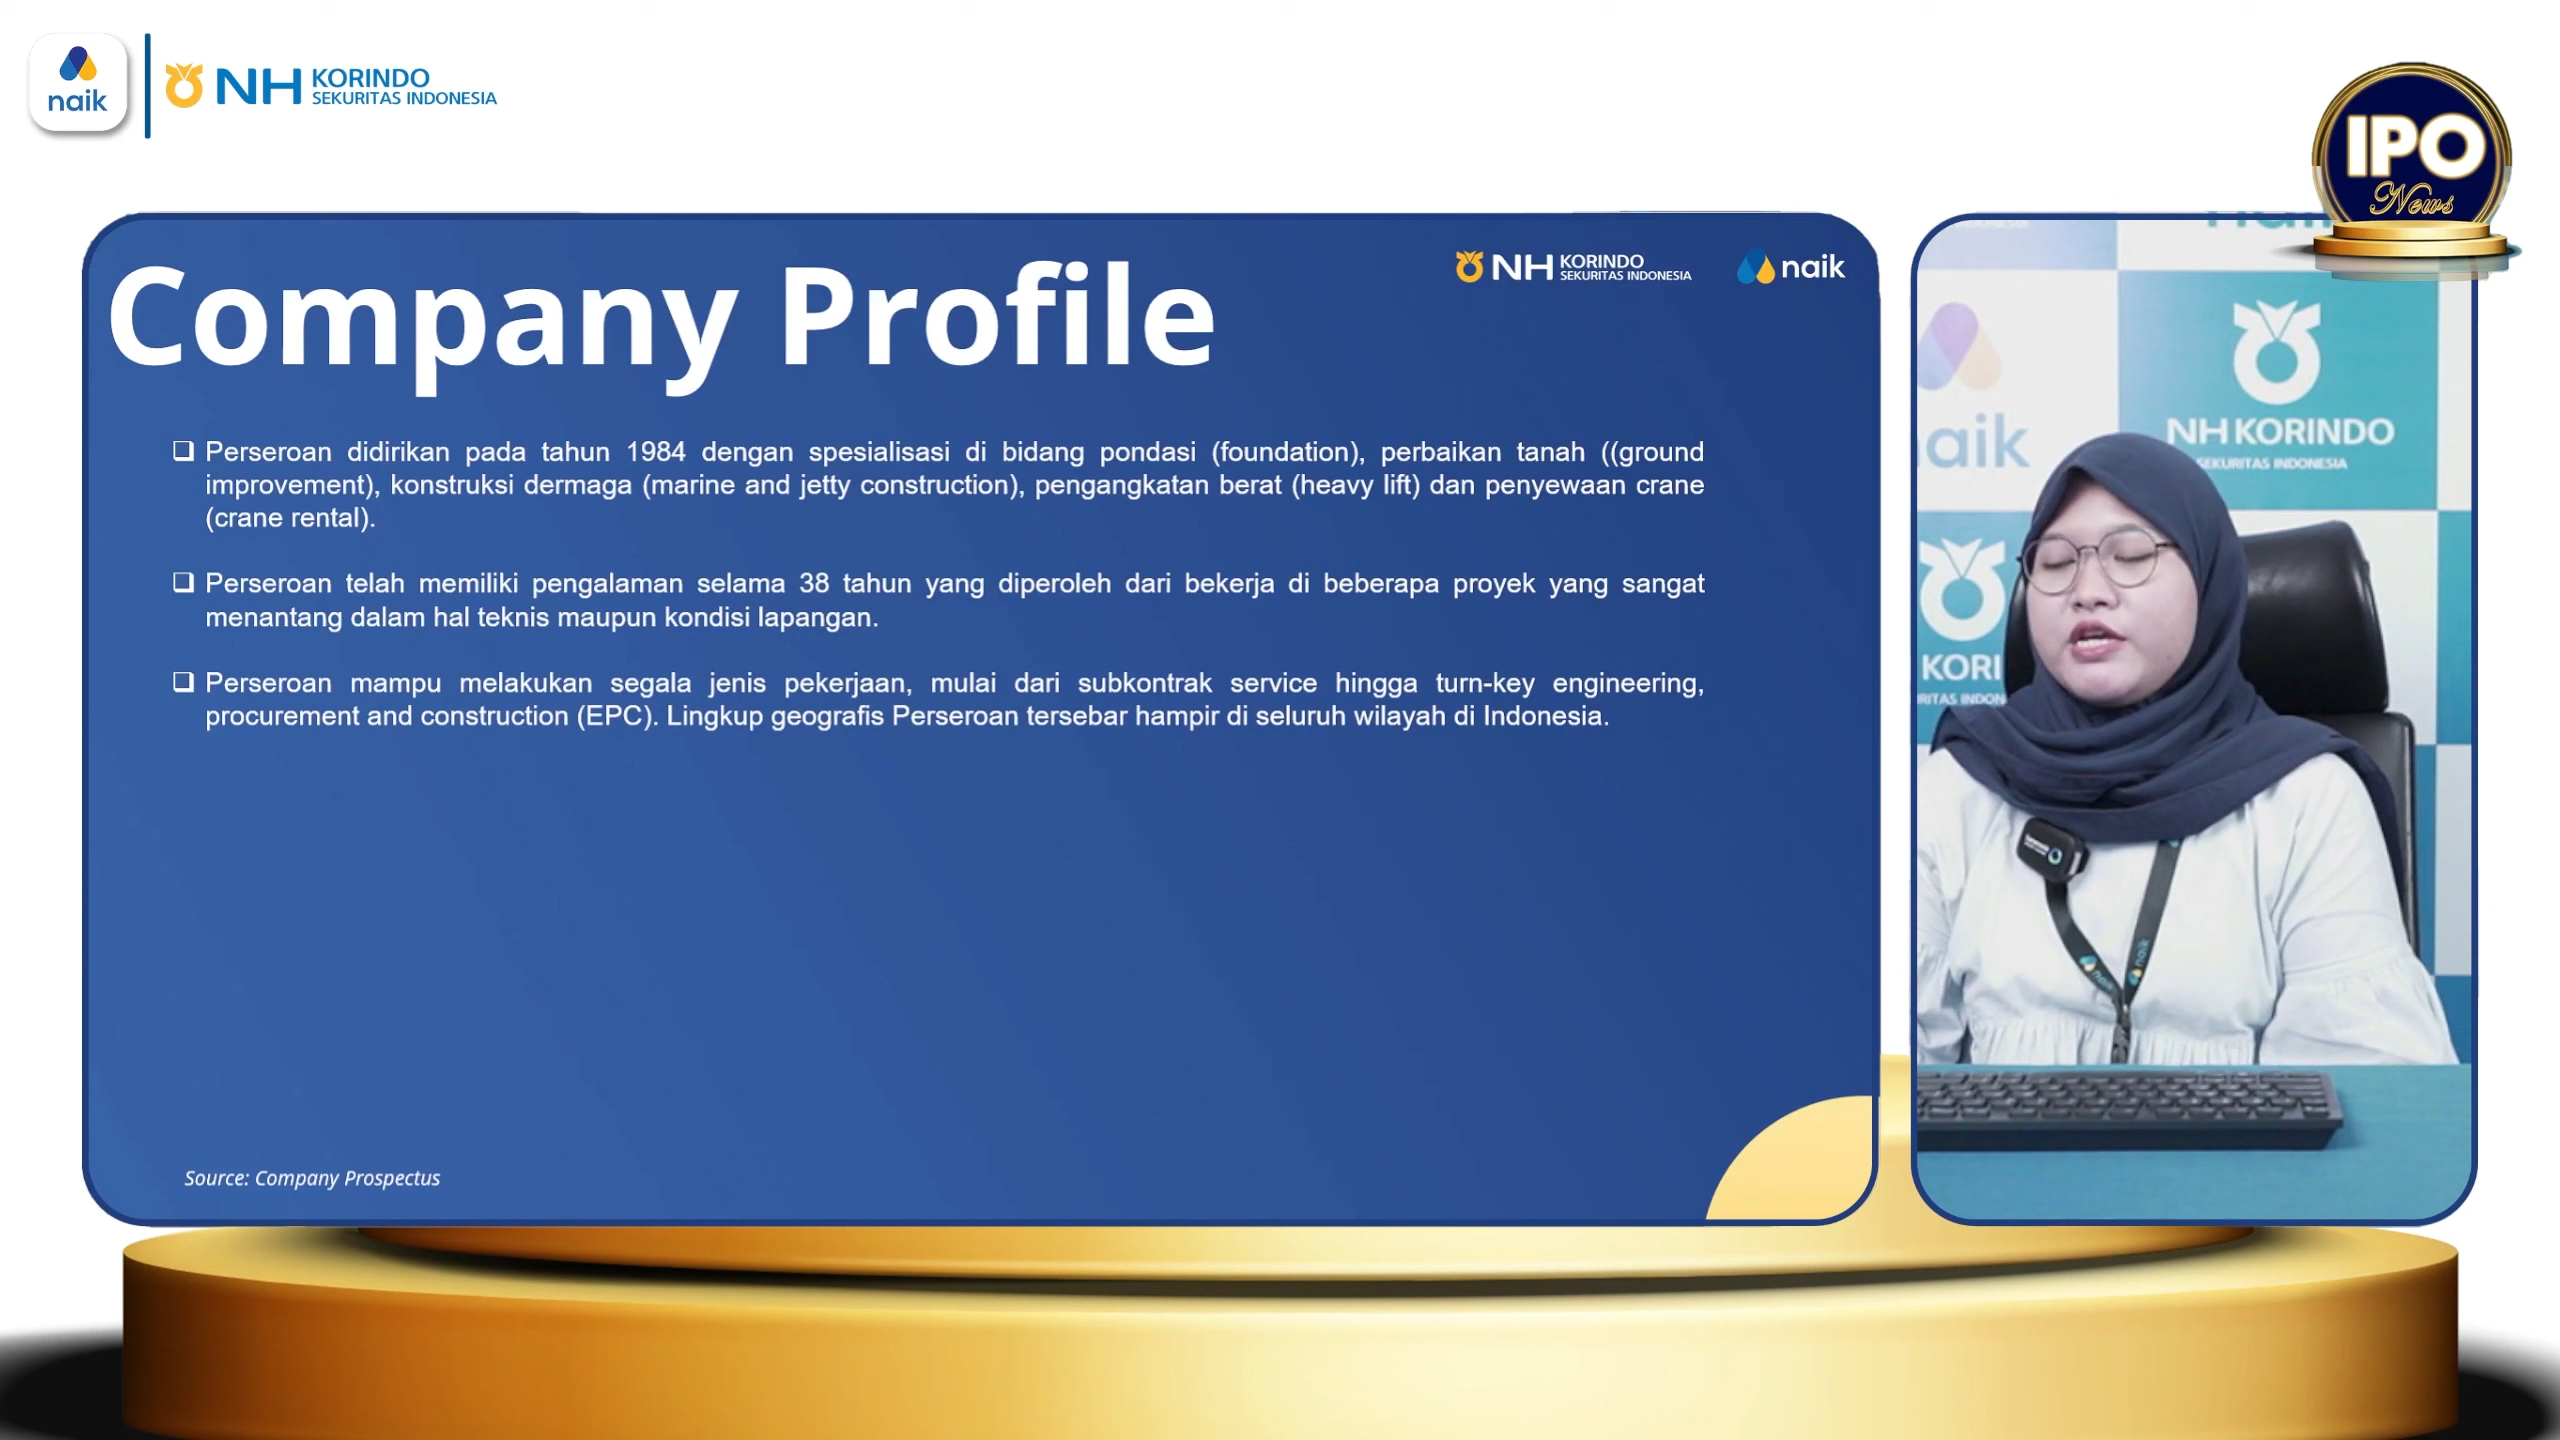 naik
NH KORINDO
SEKURITAS INDONESIA
IPO
News
Company Profile
NH KORINDO
SEKURITAS INDONESIA
naik
❑ Perseroan didirikan pada tahun 1984 dengan spesialisasi di bidang pondasi (foundation), perbaikan tanah ((ground
improvement), konstruksi dermaga (marine and jetty construction), pengangkatan berat (heavy lift) dan penyewaan crane
(crane rental).
❑ Perseroan telah memiliki pengalaman selama 38 tahun yang diperoleh dari bekerja di beberapa proyek yang sangat
menantang dalam hal teknis maupun kondisi lapangan.
❑ Perseroan mampu melakukan segala jenis pekerjaan, mulai dari subkontrak service hingga turn-key engineering,
procurement and construction (EPC). Lingkup geografis Perseroan tersebar hampir di seluruh wilayah di Indonesia.
Source: Company Prospectus
NH KORINDO
SEKURITAS INDONESIA
aik
KORI
RITAS INDON
naik
naik